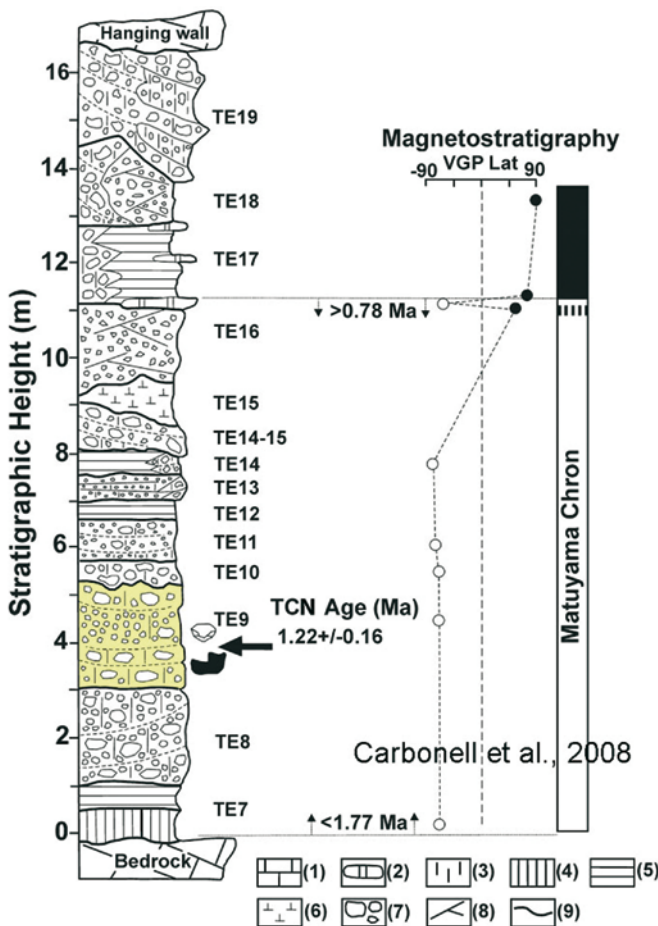 Hanging wall
16
TE19
Magnetostratigraphy
VGP Lat
-90 90
14
TE18
TE17
12
>0.78 Ma
TE16
10
TE15
TE14-15
8
TE14
TE13
TE12
6
TE11
TE10
TCN Age (Ma)
TE9
1.22+/-0.16
4
TE8
2
Carbonell et al., 2008
TE7
<1.77 Ma
0
Bedrock
Stratigraphic Height (m)
Matuyama Chron
(1) (2) (3) (4) (5)
(6) (7) (8) (9)